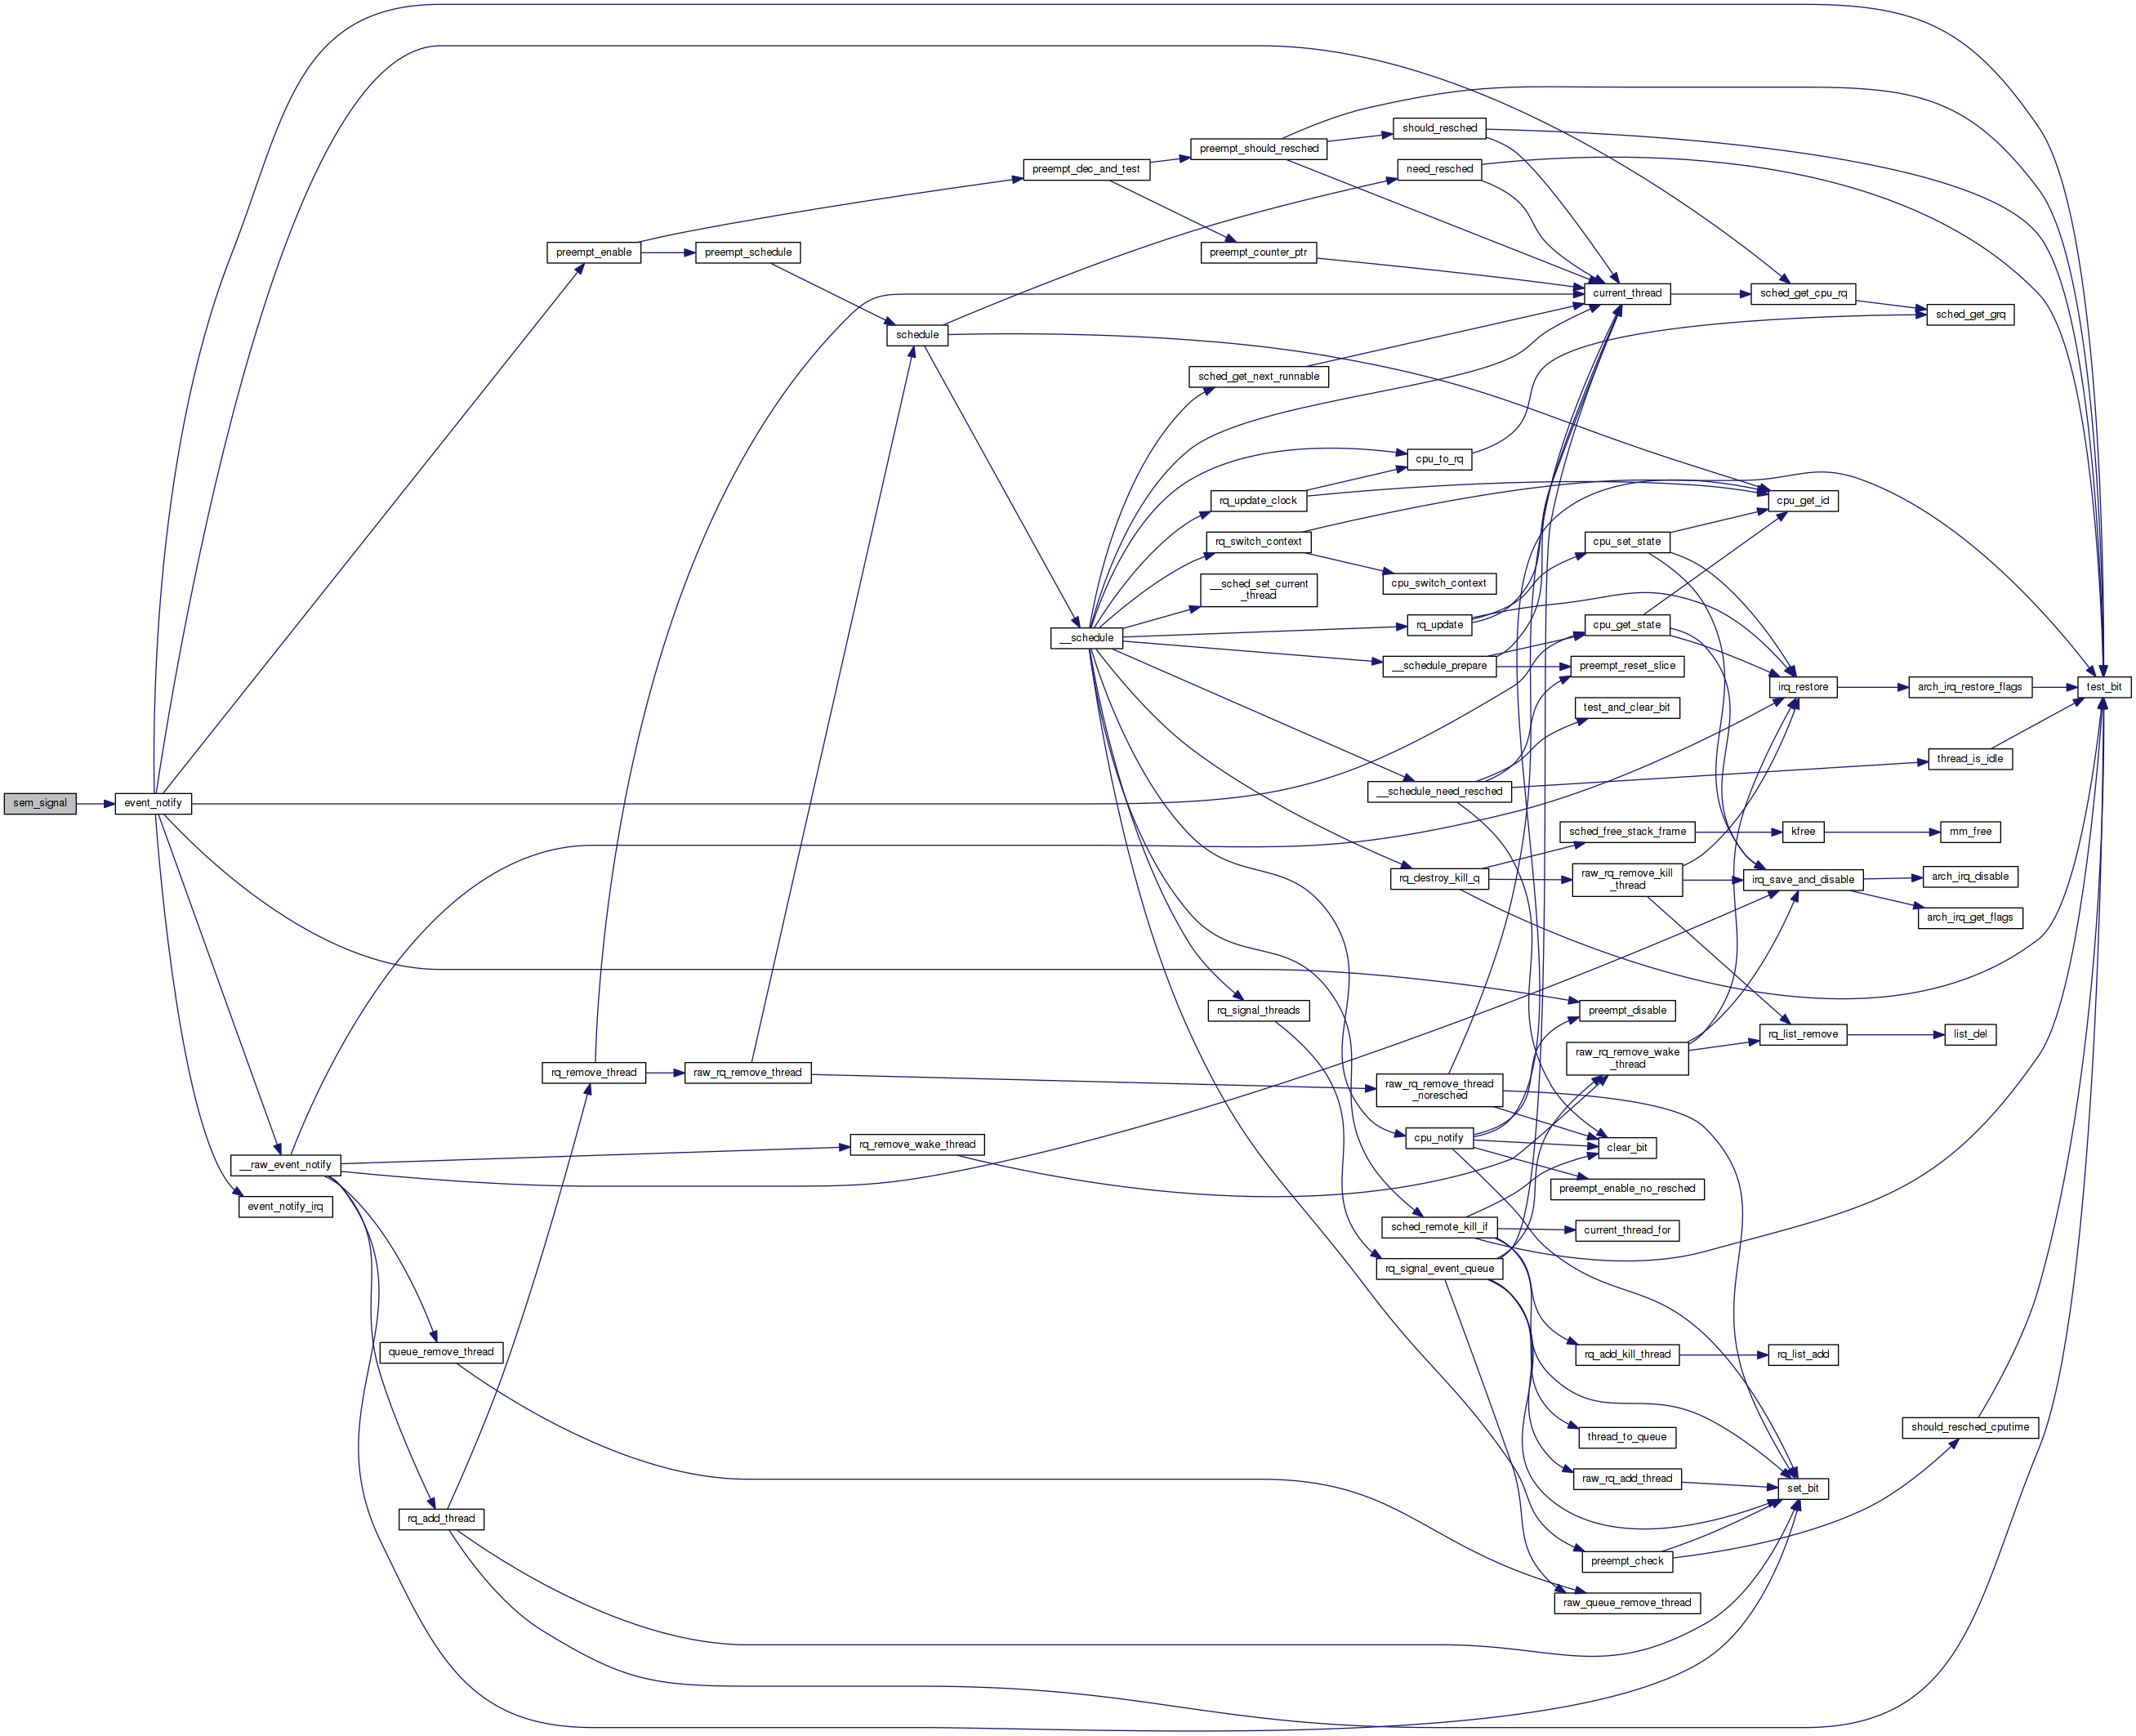 should_resched
preempt_should_resched
preempt_dec_and_test
need_resched
preempt_enable
preempt_schedule
preempt_counter_ptr
current_thread
sched_get_cpu_rq
sched_get_grq
schedule
sched_get_next_runnable
cpu_to_rq
rq_update_clock
cpu_get_id
rq_switch_context
cpu_set_state
cpu_switch_context
__sched_set_current
_thread
rq_update
cpu_get_state
__schedule
__schedule_prepare
preempt_reset_slice
irq_restore
arch_irq_restore_flags
test_bit
test_and_clear_bit
thread_is_idle
__schedule_need_resched
sem_signal
event_notify
sched_free_stack_frame
kfree
mm_free
rq_destroy_kill_q
raw_rq_remove_kill
_thread
irq_save_and_disable
arch_irq_disable
arch_irq_get_flags
rq_signal_threads
preempt_disable
rq_list_remove
list_del
raw_rq_remove_wake
_thread
rq_remove_thread
raw_rq_remove_thread
raw_rq_remove_thread
_noresched
cpu_notify
clear_bit
rq_remove_wake_thread
__raw_event_notify
preempt_enable_no_resched
event_notify_irq
sched_remote_kill_if
current_thread_for
rq_signal_event_queue
queue_remove_thread
rq_add_kill_thread
rq_list_add
should_resched_cputime
thread_to_queue
raw_rq_add_thread
set_bit
rq_add_thread
preempt_check
raw_queue_remove_thread